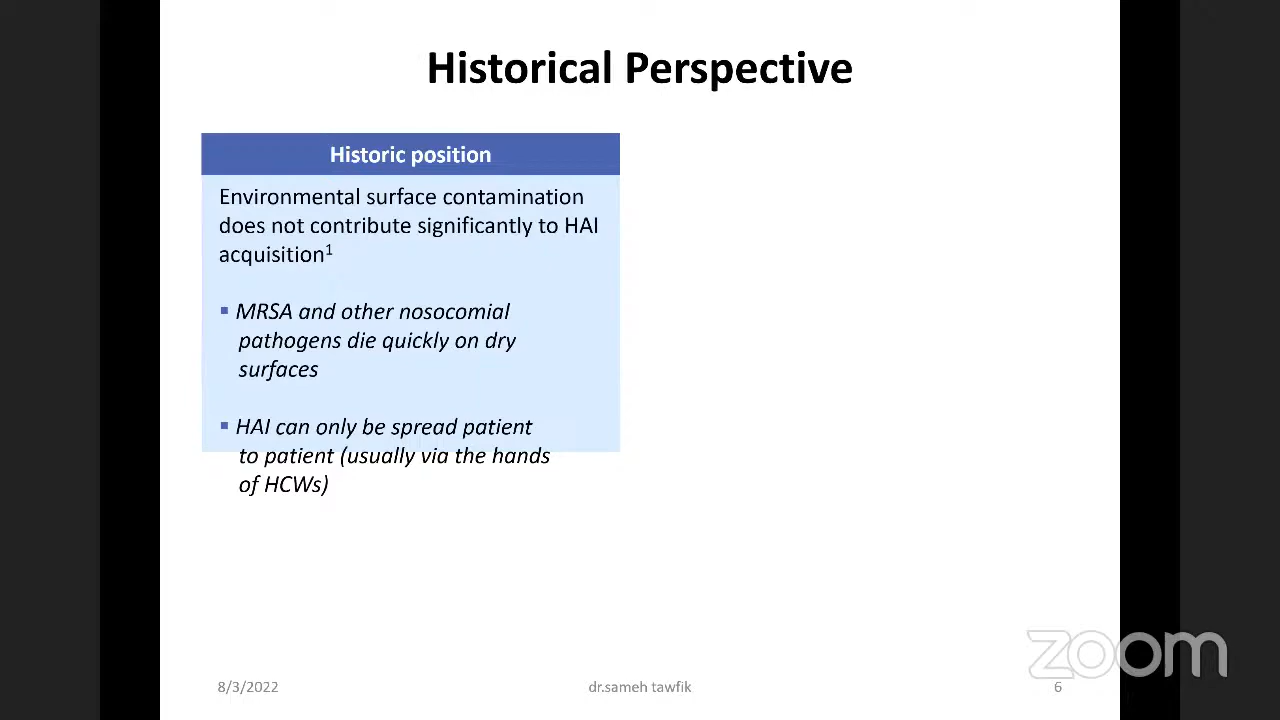 Historical Perspective
Historic position
Environmental surface contamination
does not contribute significantly to HAI
acquisition1
▪ MRSA and other nosocomial
pathogens die quickly on dry
surfaces
▪ HAI can only be spread patient
to patient (usually via the hands
of HCWs)
zoom
8/3/2022
dr.sameh tawfik
6